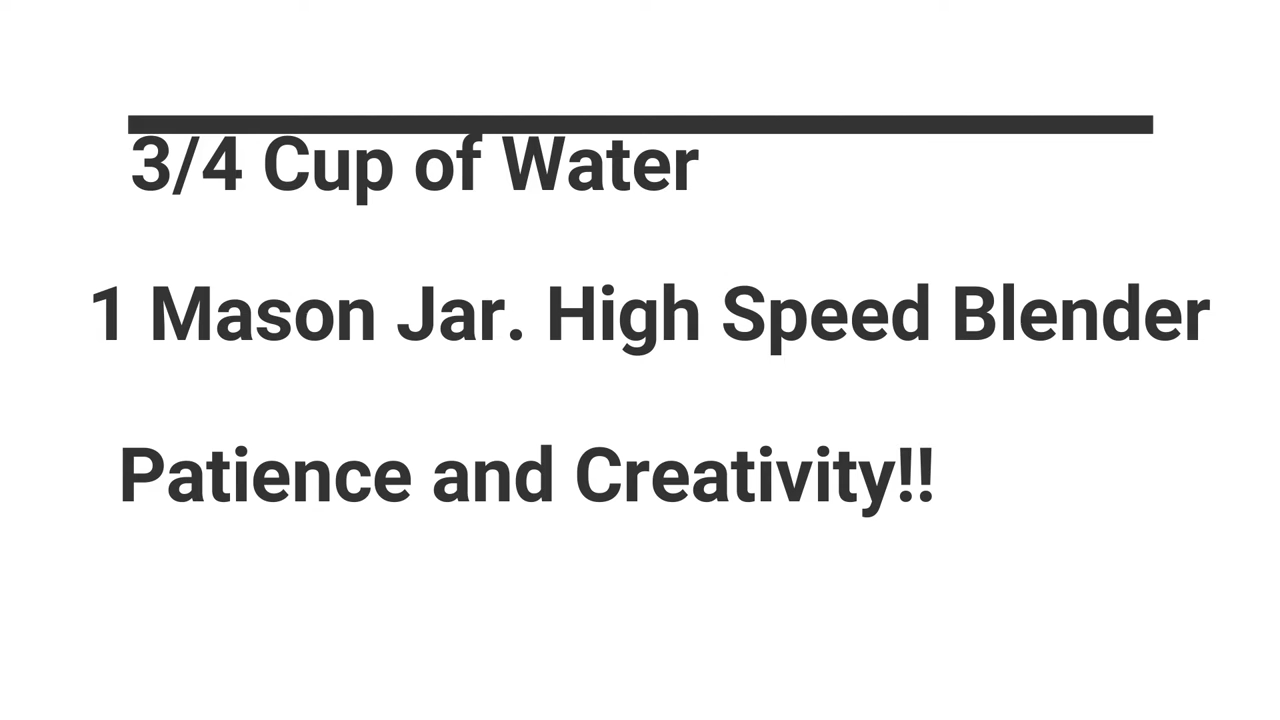 3/4 Cup of Water
1 Mason Jar. High Speed Blender
Patience and Creativity!!